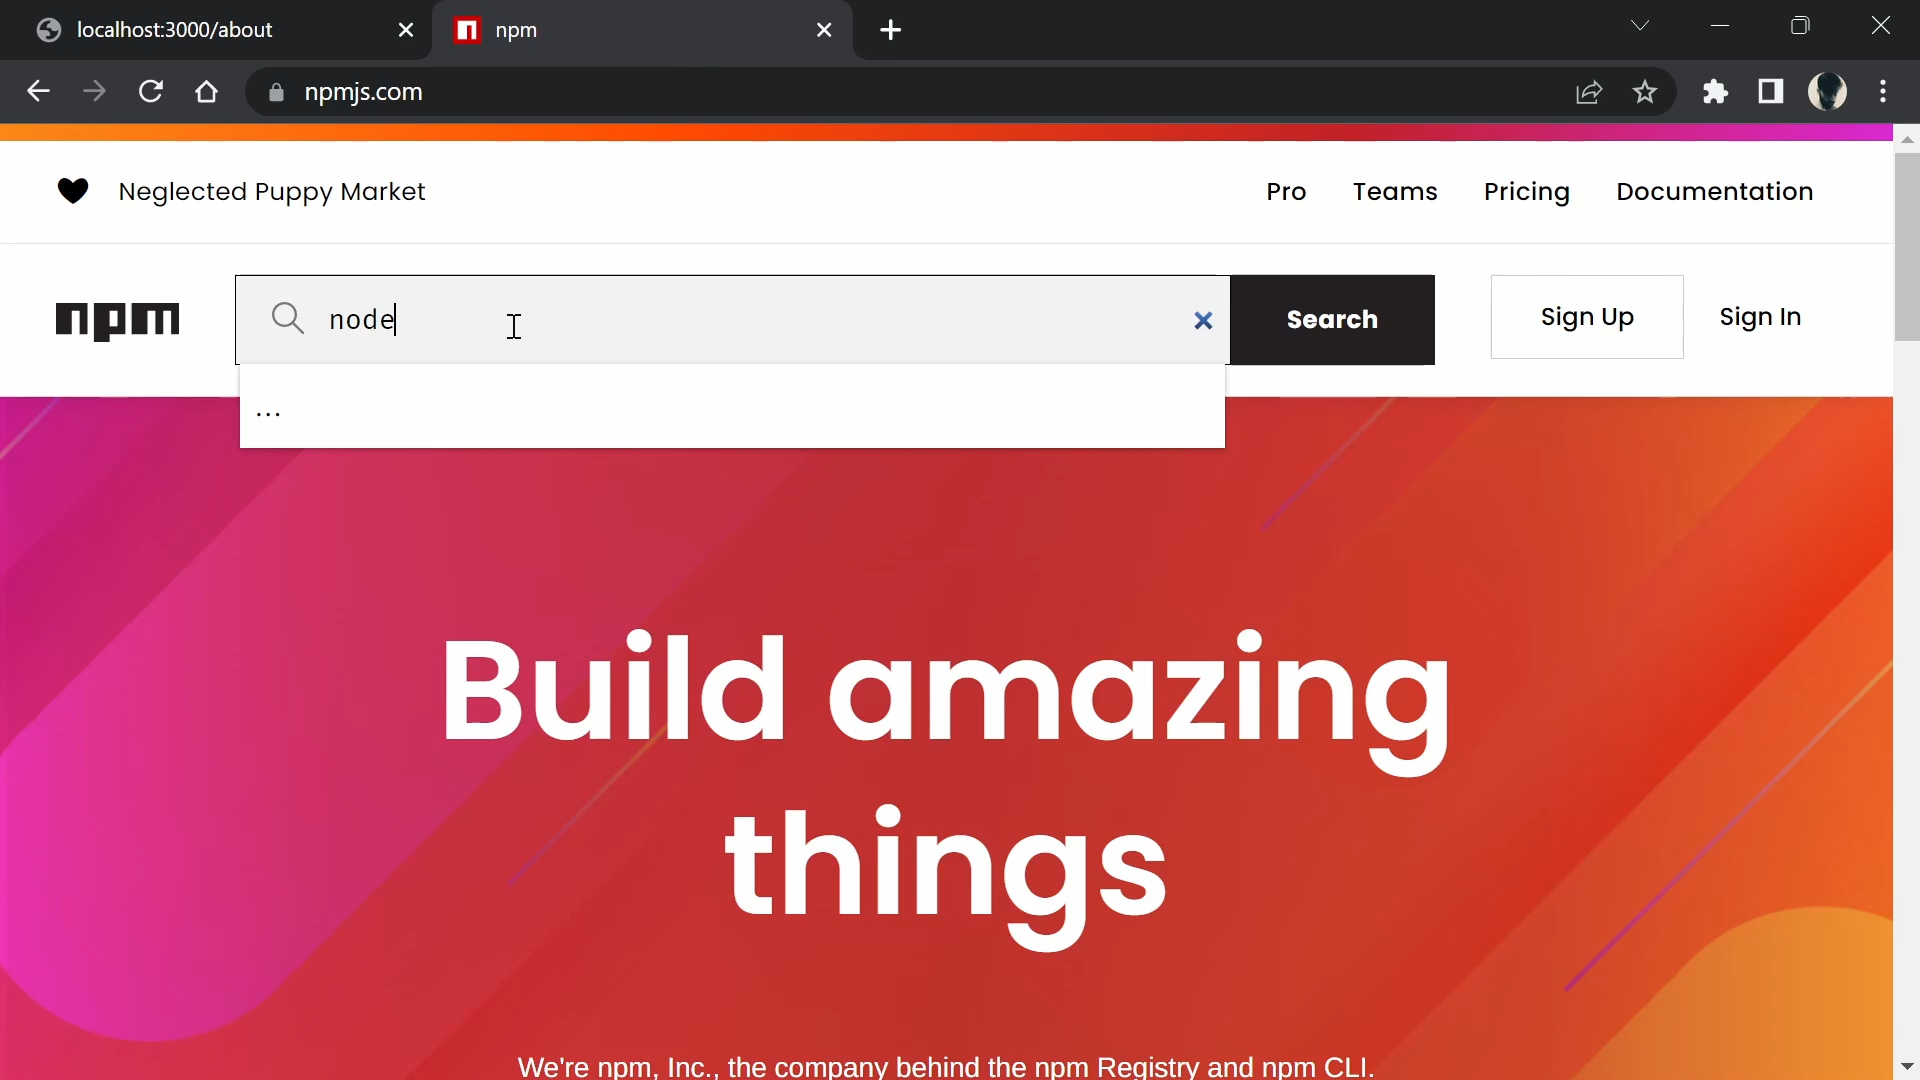 localhost:3000/about
npm
npmjs.com
Neglected Puppy Market
Pro
Teams
Pricing
Documentation
npm
node
Search
Sign Up
Sign In
...
Build amazing
things
We're npm, Inc., the company behind the npm Registry and npm CLI.